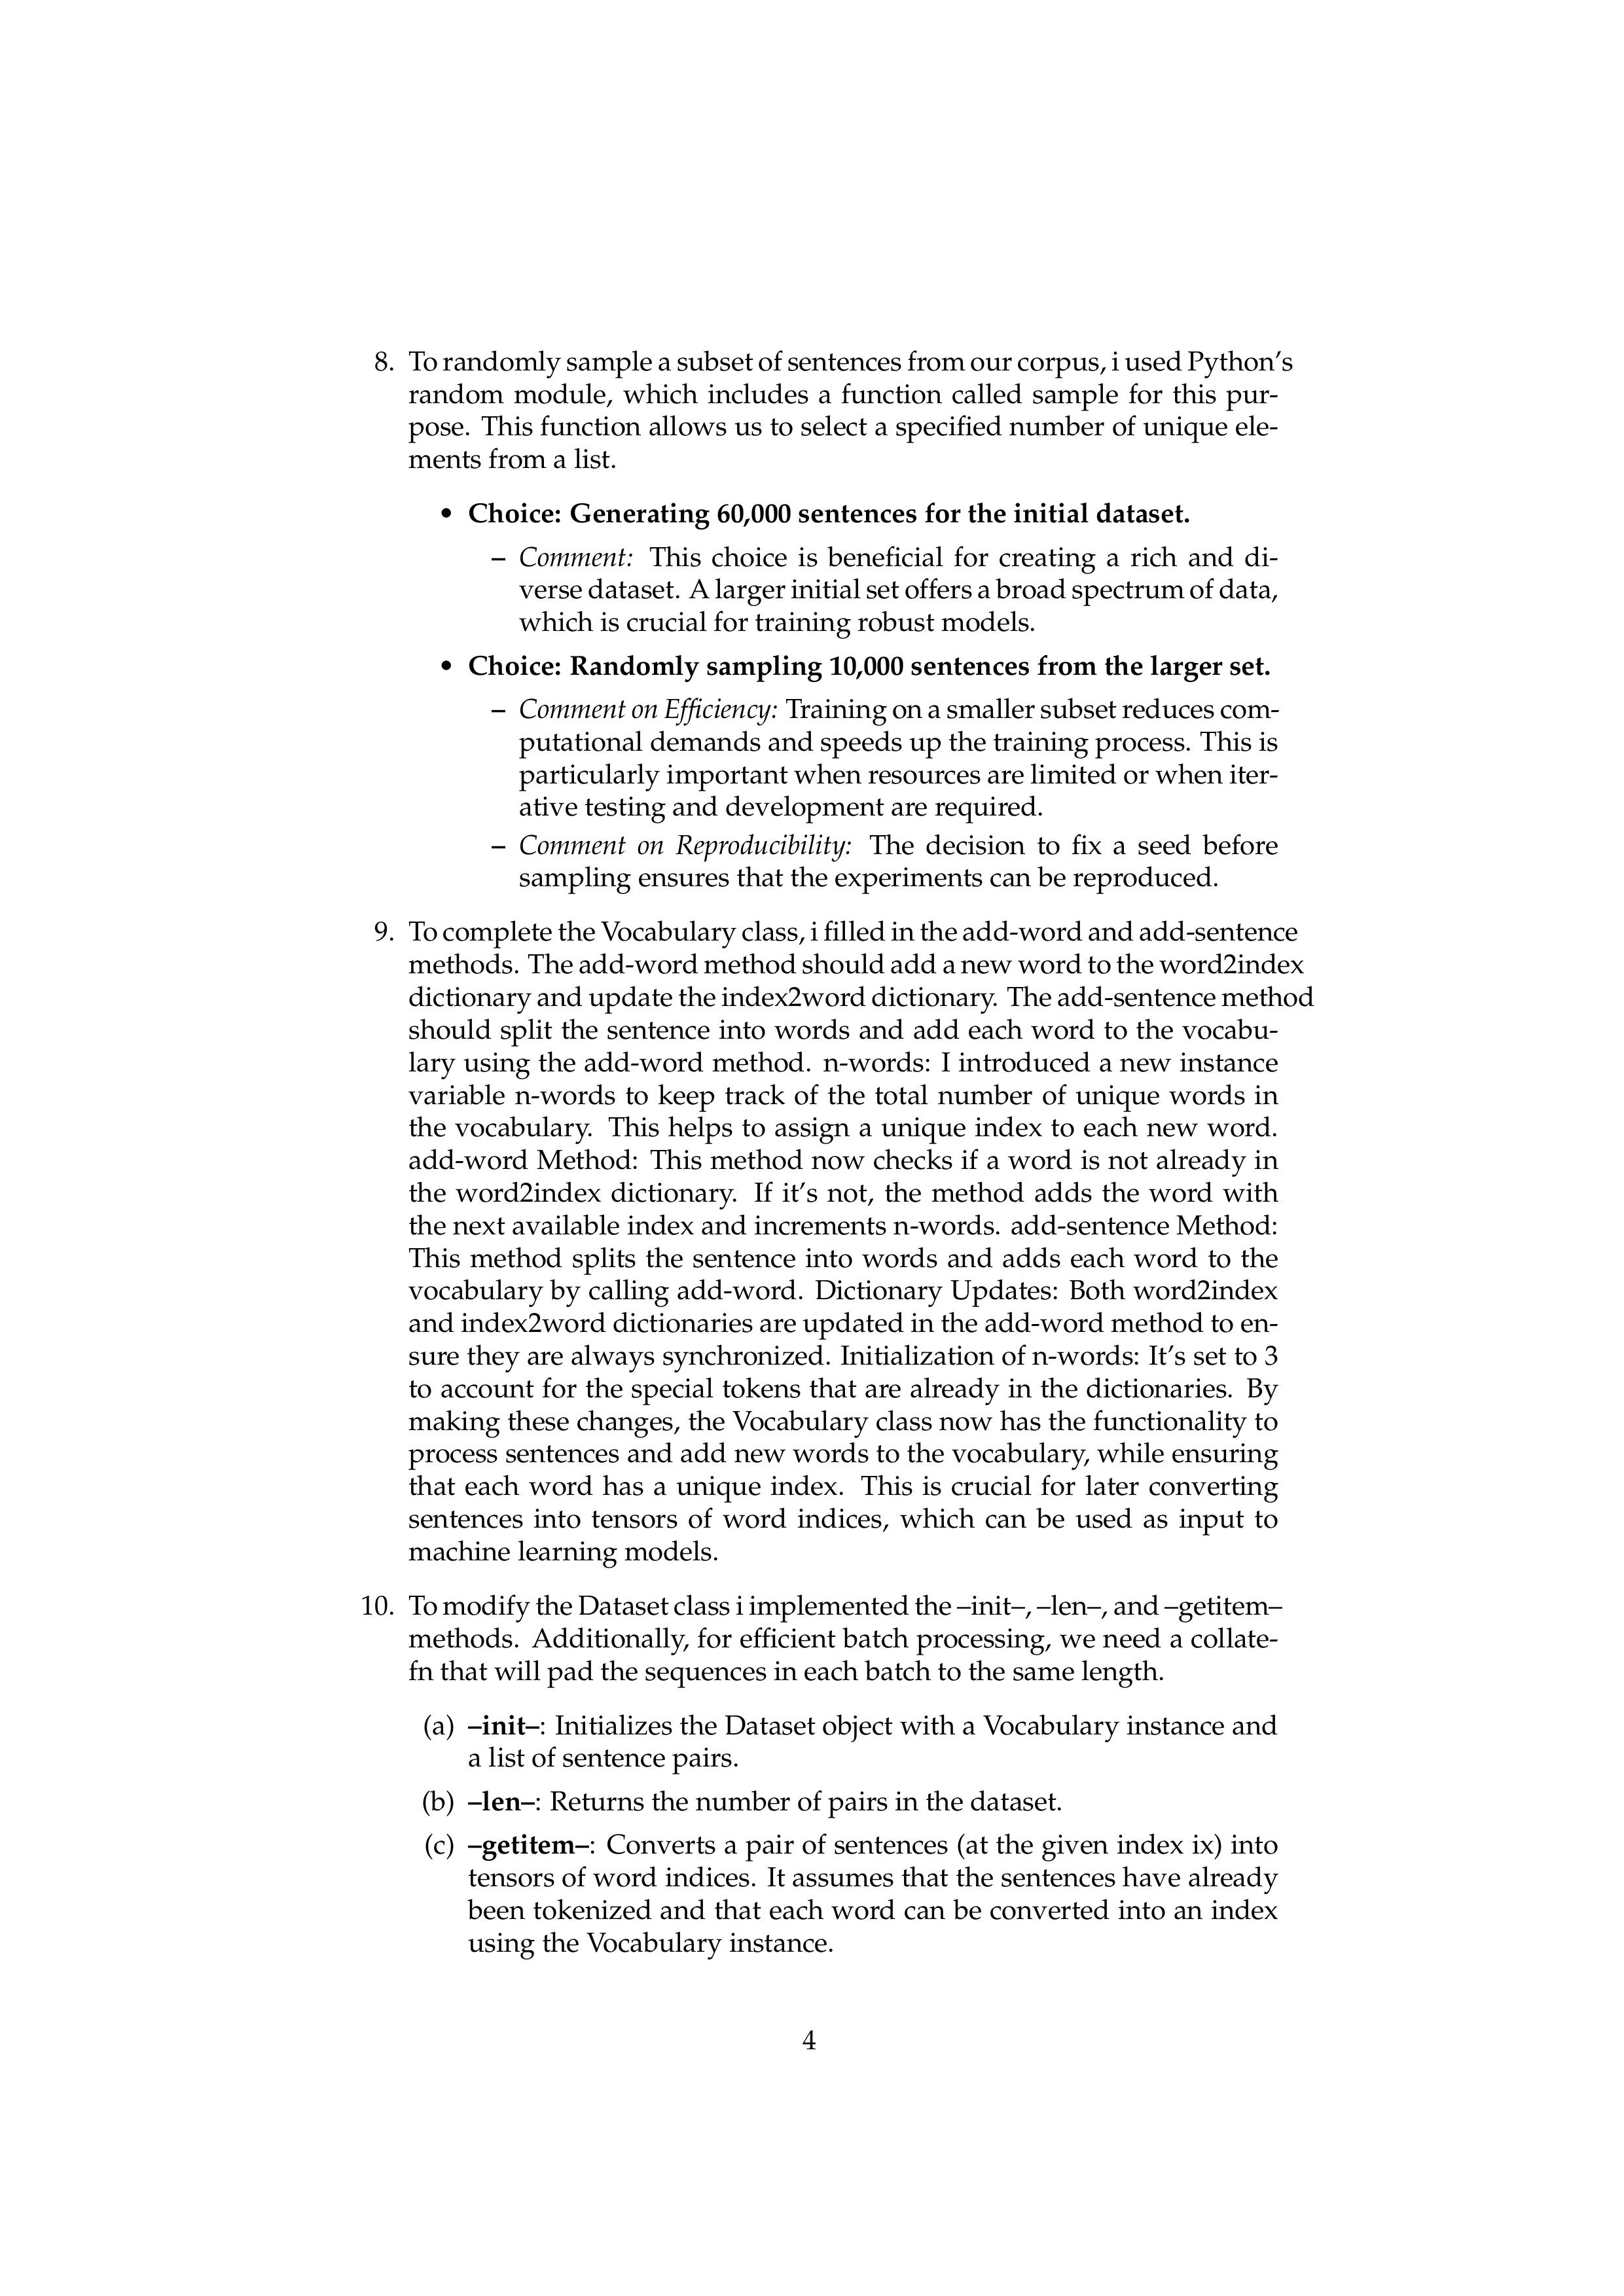 8. To randomly sample a subset of sentences from our corpus, i used Python's
random module, which includes a function called sample for this pur-
pose. This function allows us to select a specified number of unique ele-
ments from a list.
• Choice: Generating 60,000 sentences for the initial dataset.
– Comment: This choice is beneficial for creating a rich and di-
verse dataset. A larger initial set offers a broad spectrum of data,
which is crucial for training robust models.
• Choice: Randomly sampling 10,000 sentences from the larger set.
– Comment on Efficiency: Training on a smaller subset reduces com-
putational demands and speeds up the training process. This is
particularly important when resources are limited or when iter-
ative testing and development are required.
– Comment on Reproducibility: The decision to fix a seed before
sampling ensures that the experiments can be reproduced.
9. To complete the Vocabulary class, i filled in the add-word and add-sentence
methods. The add-word method should add a new word to the word2index
dictionary and update the index2word dictionary. The add-sentence method
should split the sentence into words and add each word to the vocabu-
lary using the add-word method. n-words: I introduced a new instance
variable n-words to keep track of the total number of unique words in
the vocabulary. This helps to assign a unique index to each new word.
add-word Method: This method now checks if a word is not already in
the word2index dictionary. If it's not, the method adds the word with
the next available index and increments n-words. add-sentence Method:
This method splits the sentence into words and adds each word to the
vocabulary by calling add-word. Dictionary Updates: Both word2index
and index2word dictionaries are updated in the add-word method to en-
sure they are always synchronized. Initialization of n-words: It's set to 3
to account for the special tokens that are already in the dictionaries. By
making these changes, the Vocabulary class now has the functionality to
process sentences and add new words to the vocabulary, while ensuring
that each word has a unique index. This is crucial for later converting
sentences into tensors of word indices, which can be used as input to
machine learning models.
10. To modify the Dataset class i implemented the –init–, –len–, and –getitem–
methods. Additionally, for efficient batch processing, we need a collate-
fn that will pad the sequences in each batch to the same length.
(a) –init–: Initializes the Dataset object with a Vocabulary instance and
a list of sentence pairs.
(b) –len–: Returns the number of pairs in the dataset.
(c) –getitem–: Converts a pair of sentences (at the given index ix) into
tensors of word indices. It assumes that the sentences have already
been tokenized and that each word can be converted into an index
using the Vocabulary instance.
4